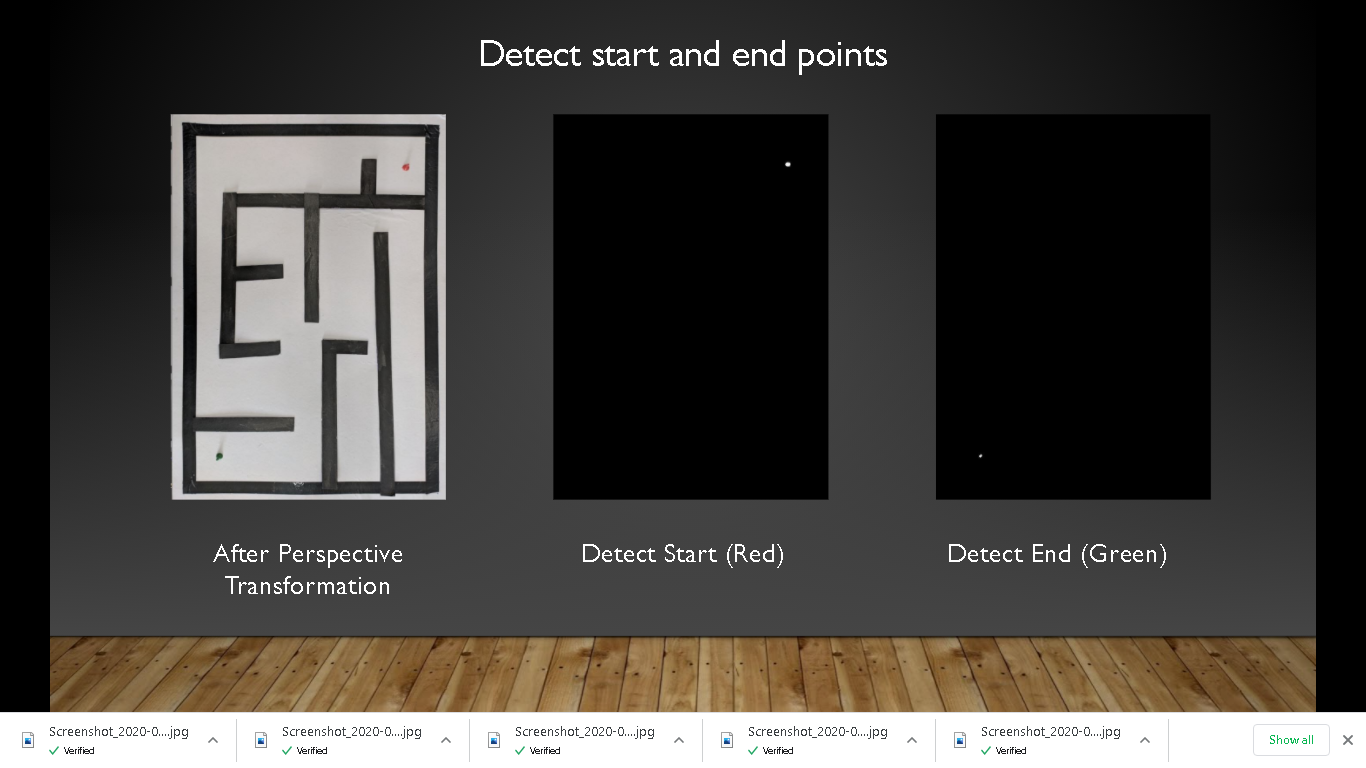 Detect start and end points
After Perspective
Transformation
Detect Start (Red)
Detect End (Green)
Screenshot_2020-0....jpg
Verified
Screenshot_2020-0....jpg
Verified
Screenshot_2020-0....jpg
Verified
Screenshot_2020-0....jpg
Verified
Screenshot_2020-0....jpg
Verified
Show all